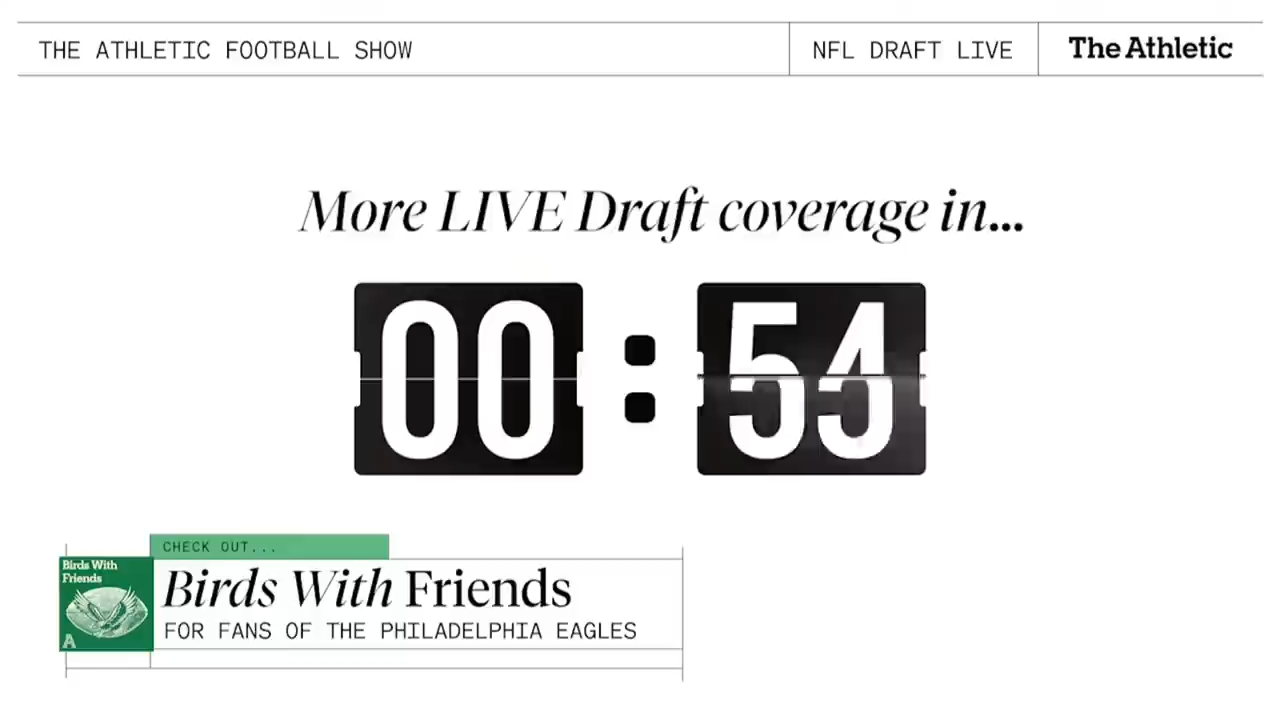 THE ATHLETIC FOOTBALL SHOW
NFL DRAFT LIVE
The Athletic
More LIVE Draft coverage in...
00:54
CHECK OUT...
Birds With
Friends
A
Birds With Friends
FOR FANS OF THE PHILADELPHIA EAGLES